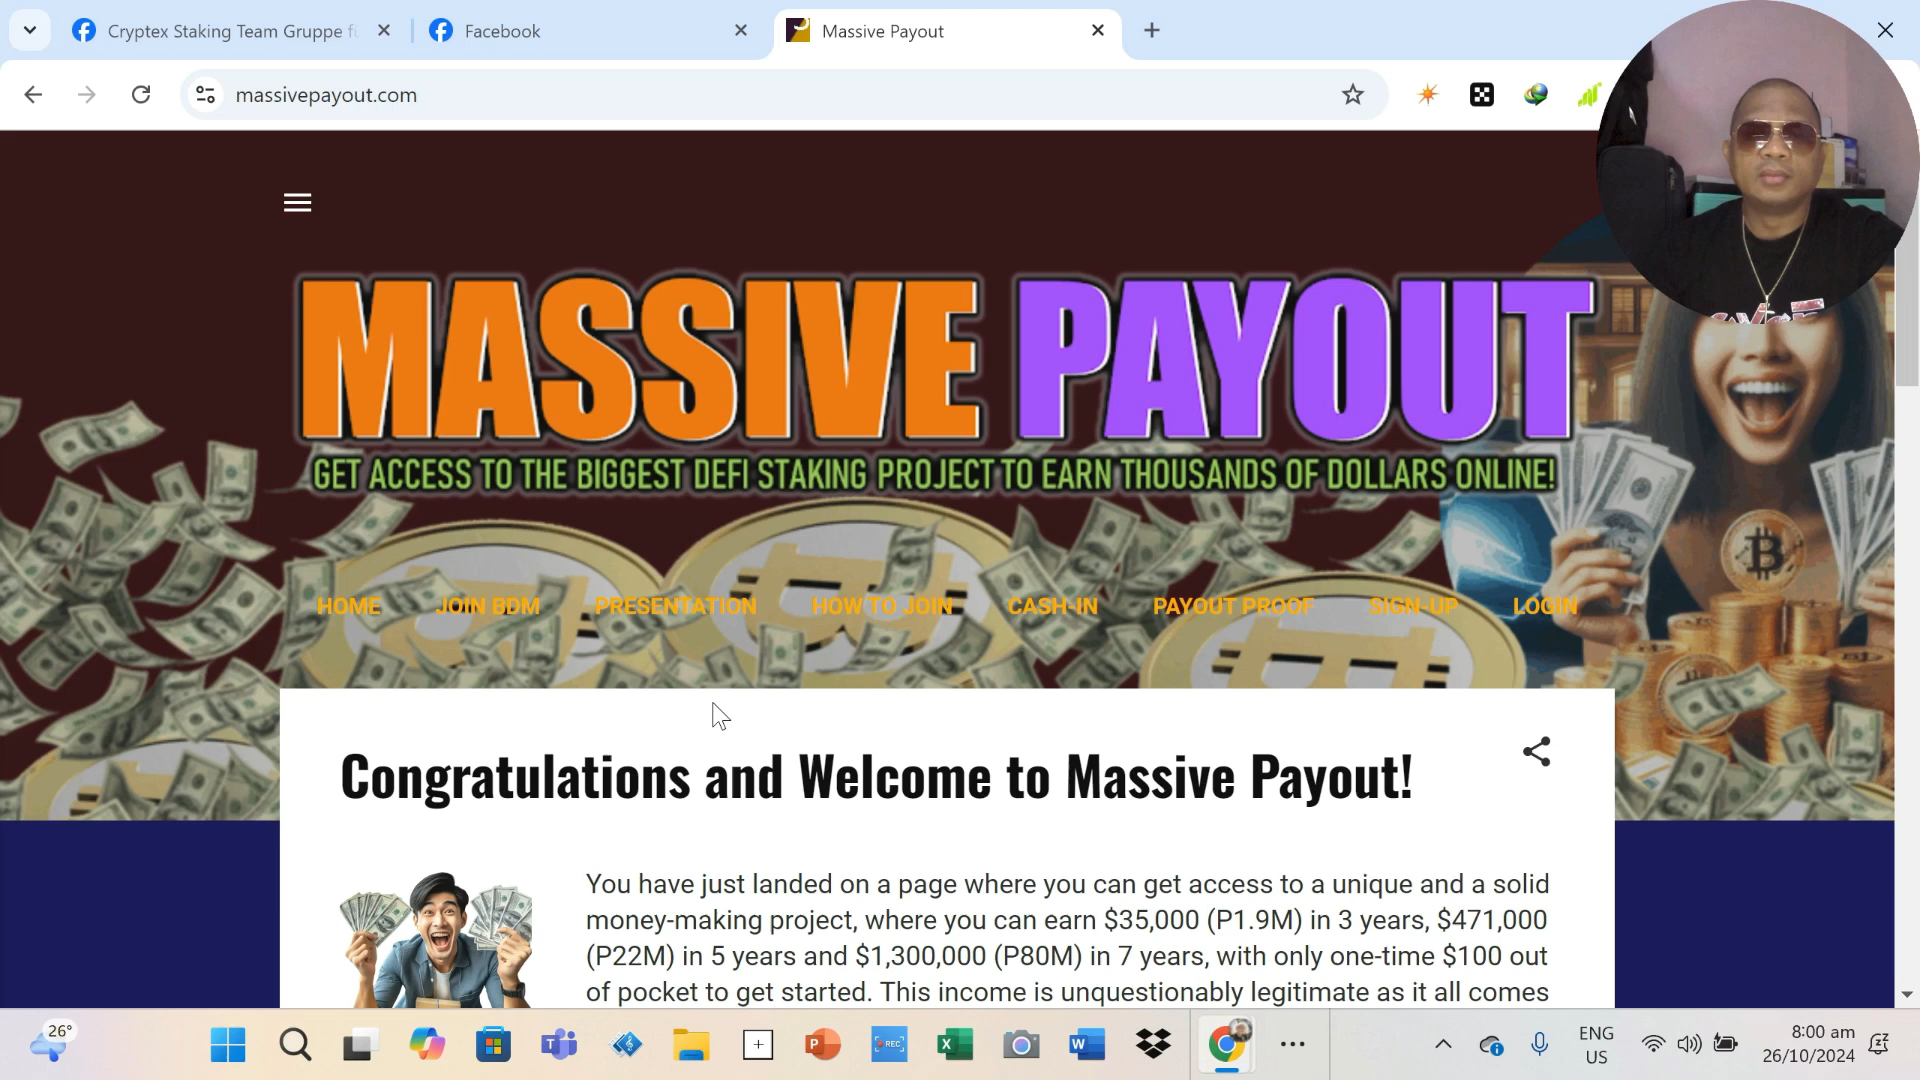 Cryptex Staking Team Gruppe f
Facebook
Massive Payout
massivepayout.com
MASSIVE PAYOUT
GET ACCESS TO THE BIGGEST DEFI STAKING PROJECT TO EARN THOUSANDS OF DOLLARS ONLINE!
HOME JOIN BDM PRESENTATION HOW TO JOIN CASH-IN PAYOUT PROOF SIGN-UP LOGIN
Congratulations and Welcome to Massive Payout!
You have just landed on a page where you can get access to a unique and a solid
money-making project, where you can earn $35,000 (P1.9M) in 3 years, $471,000
(P22M) in 5 years and $1,300,000 (P80M) in 7 years, with only one-time $100 out
of pocket to get started. This income is unquestionably legitimate as it all comes
26°
REC
ENG
US
8:00 am
26/10/2024